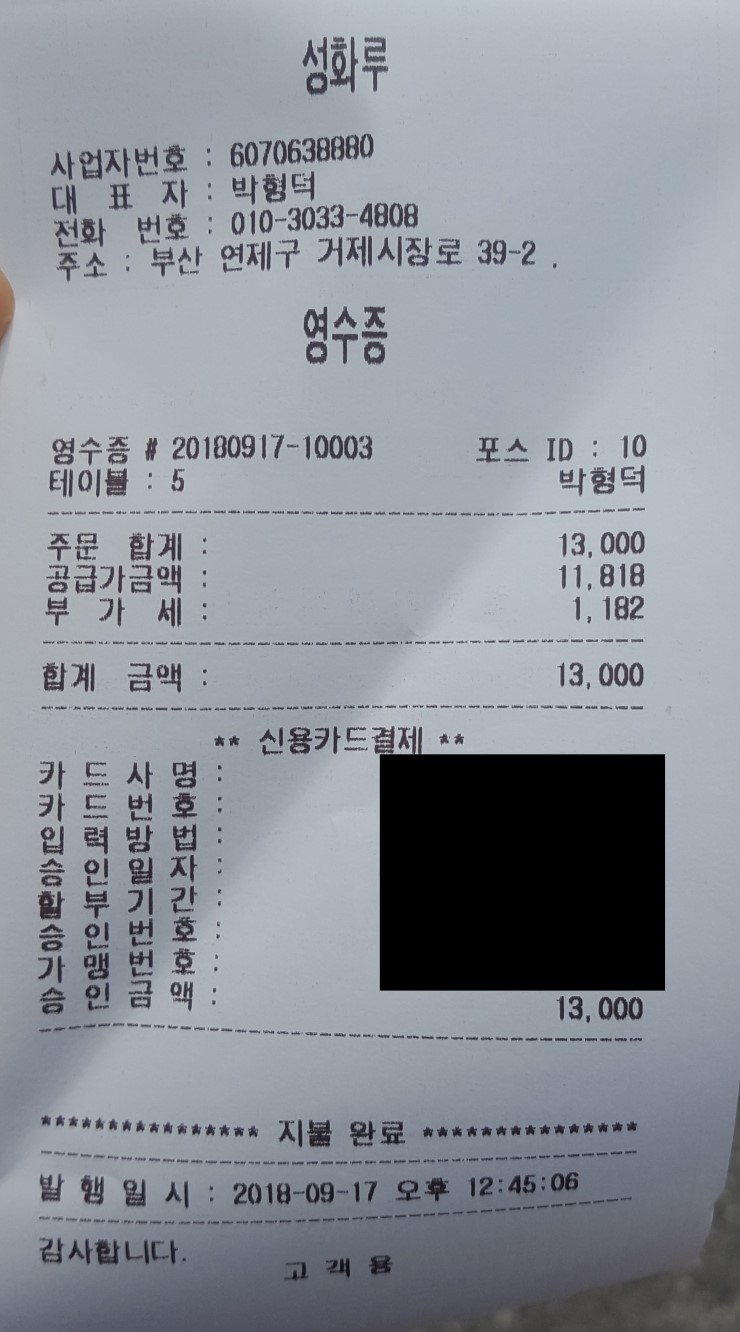 성화루
사업자번호 : 6070638880
대 표 자 : 박형덕
전화 번호 : 010-3033-4808
주소 : 부산 연제구 거제시장로 39-2 .
영수증
영수증 # 20180917-10003 포스 ID : 10
테이블 : 5 박형덕
주문 합계 : 13,000
공급가금액 : 11,818
부 가 세 : 1,182
합계 금액 : 13,000
** 신용카드결제 **
카 드 사 명 :
카 드 번 호 :
입 력 방 법 :
승 인 일 자 :
할 부 기 간 :
승 인 번 호 :
가 맹 번 호 :
승 인 금 액 : 13,000
**************** 지불 완료 ****************
발 행 일 시 : 2018-09-17 오후 12:45:06
감사합니다.
고 객 용